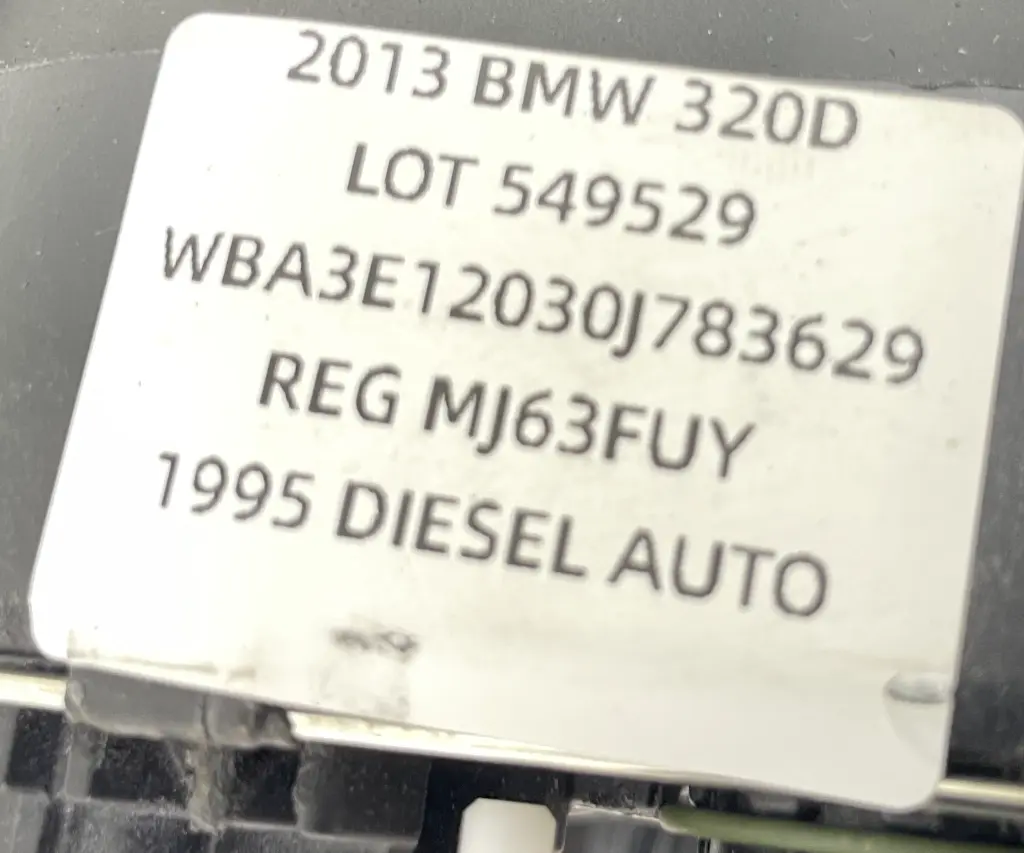 2013 BMW 320D
LOT 549529
WBA3E12030J783629
REG MJ63FUY
1995 DIESEL AUTO